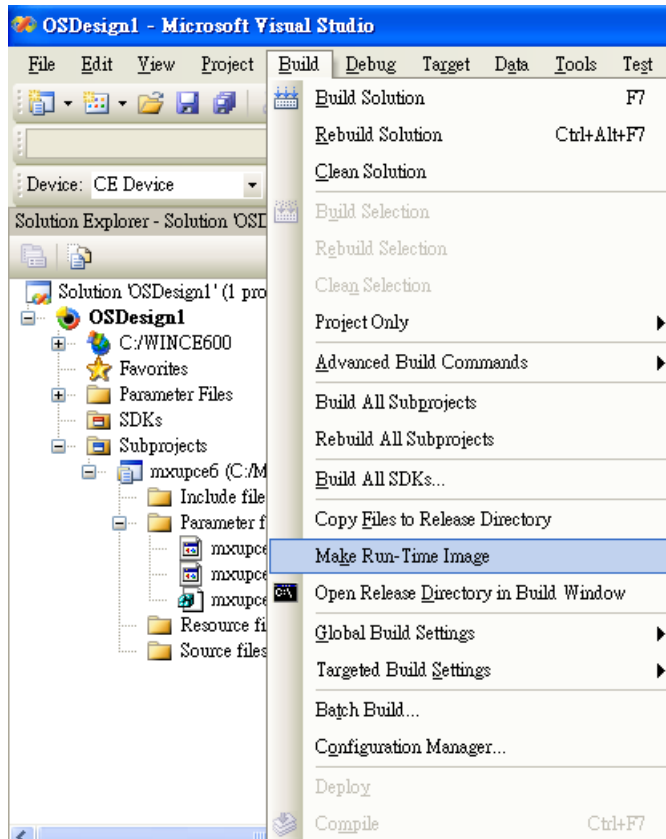 OSDesign1 - Microsoft Visual Studio
File Edit View Project Build Debug Target Data Tools Test
Device: CE Device
Solution Explorer - Solution 'OSD
Solution 'OSDesign1' (1 pro
OSDesign1
C:/WINCE600
Favorites
Parameter Files
SDKs
Subprojects
mxupce6 (C:/M
Include file
Parameter f
mxupce
mxupce
mxupce
Resource fi
Source files
Build Solution F7
Rebuild Solution Ctrl+Alt+F7
Clean Solution
Build Selection
Rebuild Selection
Clean Selection
Project Only
Advanced Build Commands
Build All Subprojects
Rebuild All Subprojects
Build All SDKs...
Copy Files to Release Directory
Make Run-Time Image
Open Release Directory in Build Window
Global Build Settings
Targeted Build Settings
Batch Build...
Configuration Manager...
Deploy
Compile Ctrl+F7